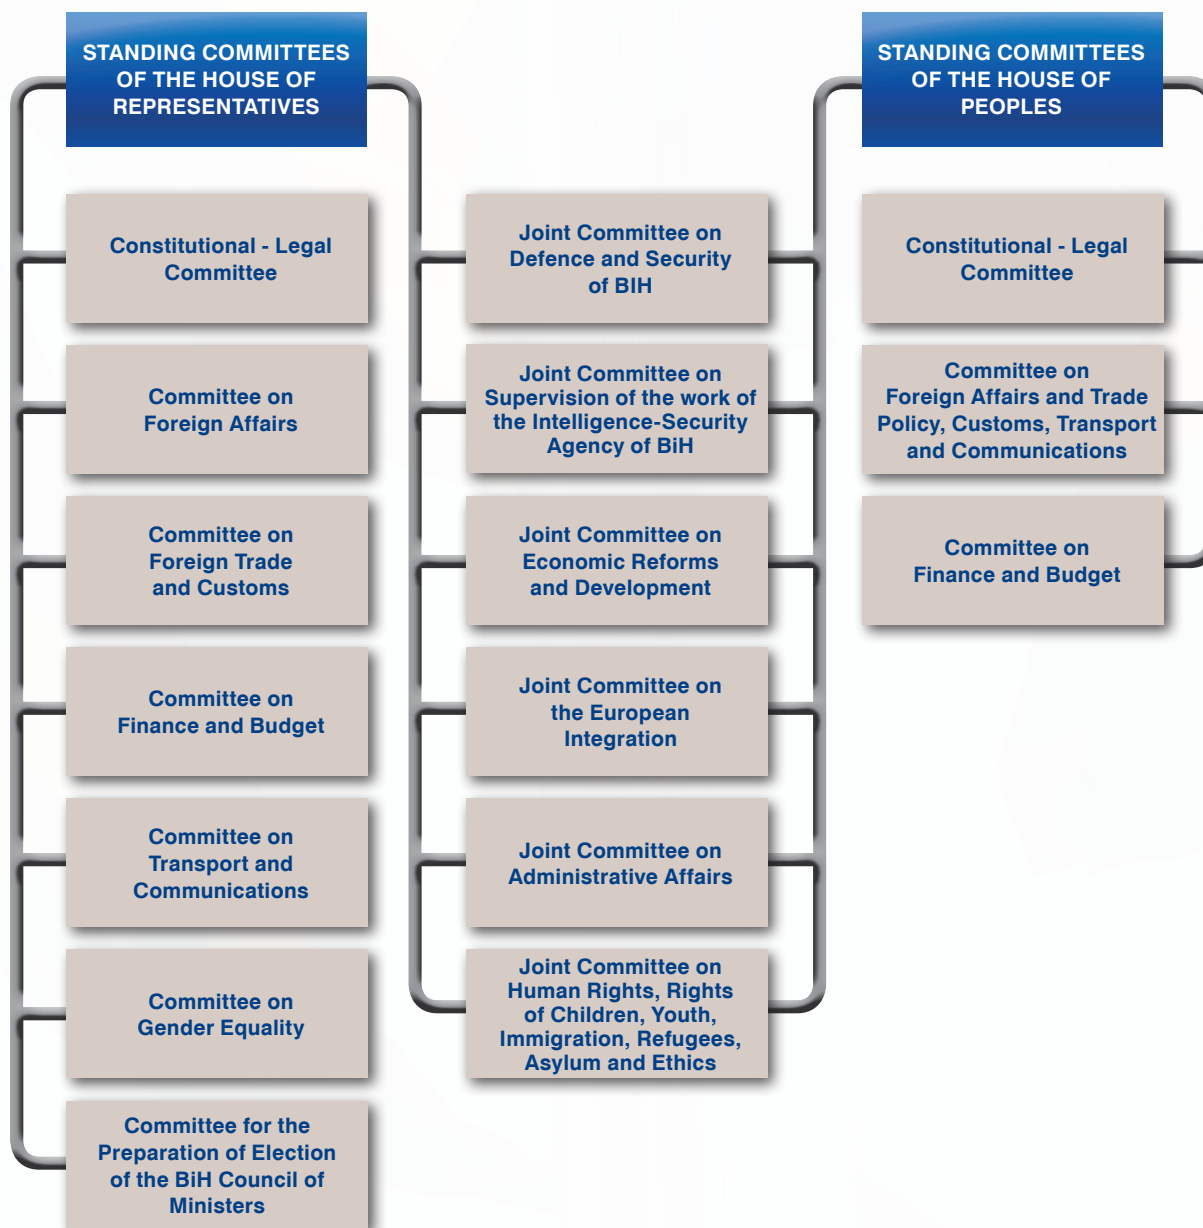 STANDING COMMITTEES
OF THE HOUSE OF
REPRESENTATIVES
Constitutional - Legal
Committee
Committee on
Foreign Affairs
Committee on
Foreign Trade
and Customs
Committee on
Finance and Budget
Committee on
Transport and
Communications
Committee on
Gender Equality
Committee for the
Preparation of Election
of the BiH Council of
Ministers
Joint Committee on
Defence and Security
of BIH
Joint Committee on
Supervision of the work of
the Intelligence-Security
Agency of BiH
Joint Committee on
Economic Reforms
and Development
Joint Committee on
the European
Integration
Joint Committee on
Administrative Affairs
Joint Committee on
Human Rights, Rights
of Children, Youth,
Immigration, Refugees,
Asylum and Ethics
STANDING COMMITTEES
OF THE HOUSE OF
PEOPLES
Constitutional - Legal
Committee
Committee on
Foreign Affairs and Trade
Policy, Customs, Transport
and Communications
Committee on
Finance and Budget